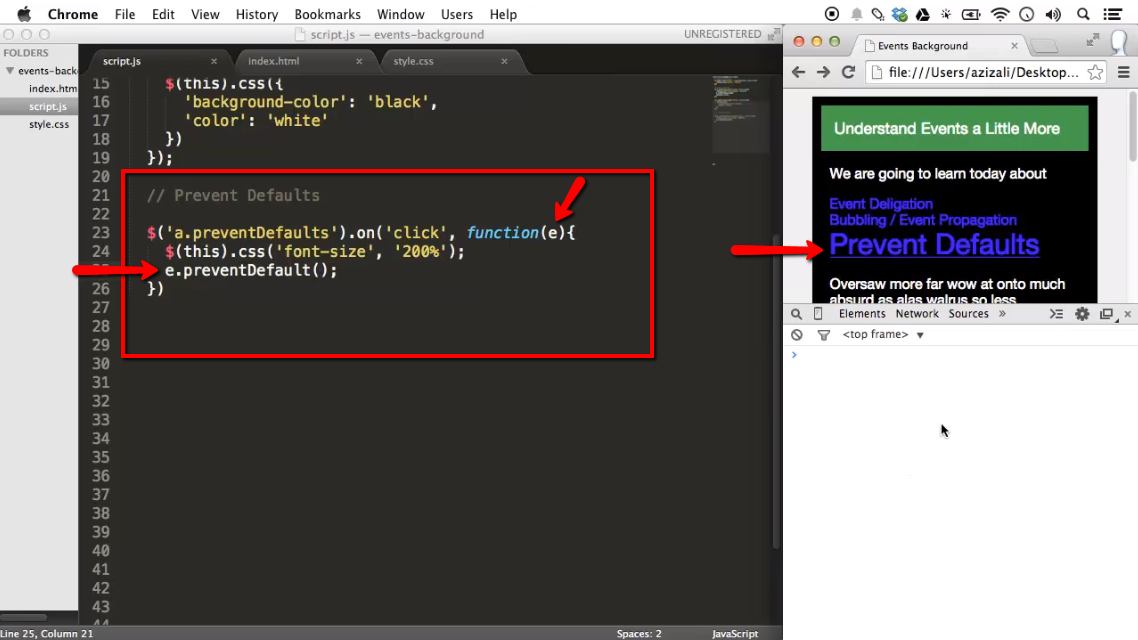 Chrome File Edit View History Bookmarks Window Users Help
script.js — events-background
UNREGISTERED
FOLDERS
events-back
index.htm
script.js
style.css
script.js × index.html × style.css ×
15 $(this).css({
16 'background-color': 'black',
17 'color': 'white'
18 })
19 });
20
21 // Prevent Defaults
22
23 $('a.preventDefaults').on('click', function(e){
24 $(this).css('font-size', '200%');
e.preventDefault();
26 })
27
28
29
30
31
32
33
34
35
36
37
38
39
40
41
42
43
44
Line 25, Column 21
Spaces: 2
JavaScript
Events Background ×
file:///Users/azizali/Desktop...
Understand Events a Little More
We are going to learn today about
Event Deligation
Bubbling / Event Propagation
Prevent Defaults
Oversaw more far wow at onto much
absurd as alas walrus so less
Elements Network Sources » ×
<top frame> ▼
>